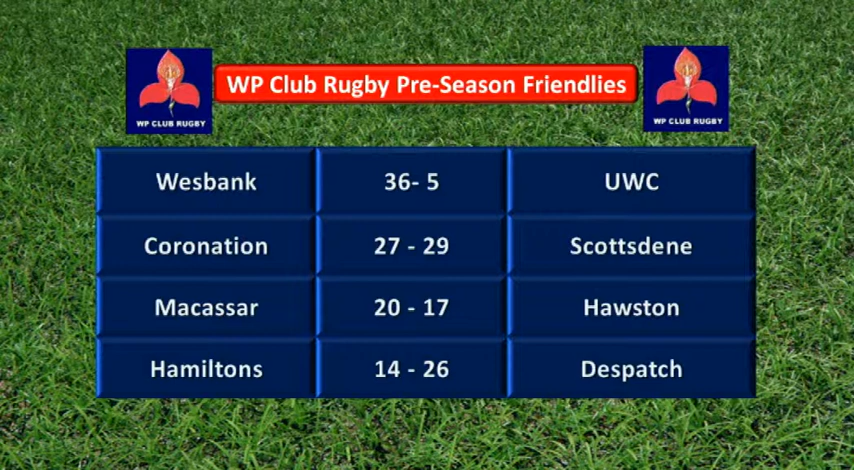 WP Club Rugby Pre-Season Friendlies
WP CLUB RUGBY
WP CLUB RUGBY
Wesbank 36- 5 UWC
Coronation 27 - 29 Scottsdene
Macassar 20 - 17 Hawston
Hamiltons 14 - 26 Despatch